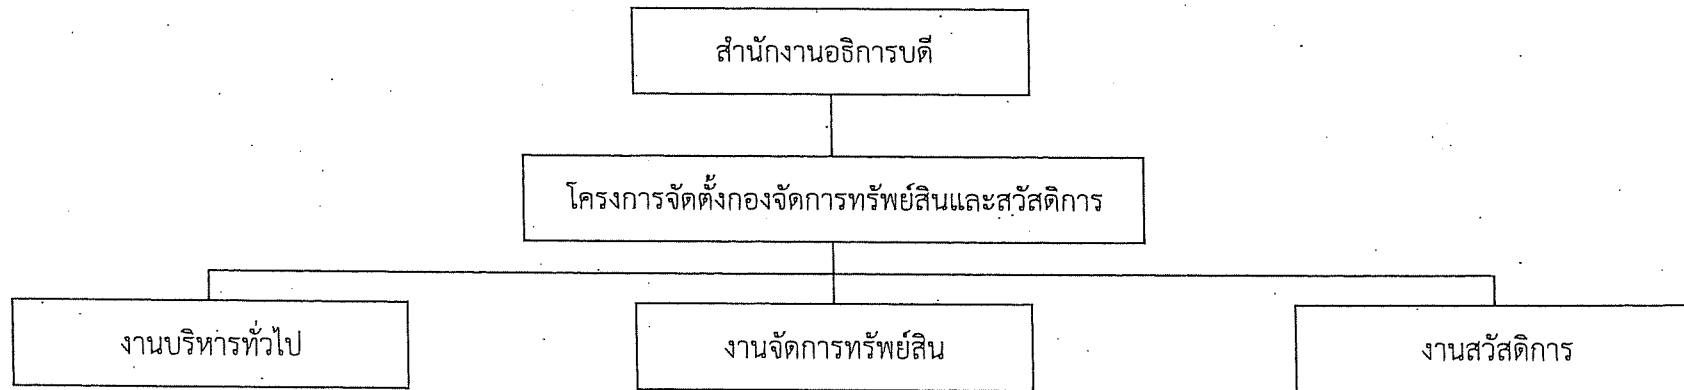 สำนักงานอธิการบดี
โครงการจัดตั้งกองจัดการทรัพย์สินและสวัสดิการ
งานบริหารทั่วไป
งานจัดการทรัพย์สิน
งานสวัสดิการ